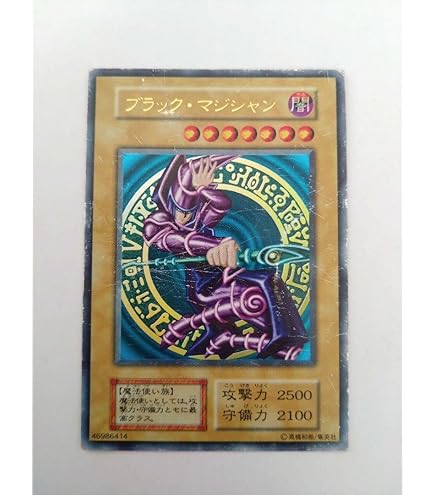 ブラック・マジシャン 闇
【魔法使い族】
魔法使いとしては、攻
撃力・守備力ともに最
高クラス。
攻撃力 2500
守備力 2100
46986414
©高橋和希/集英社